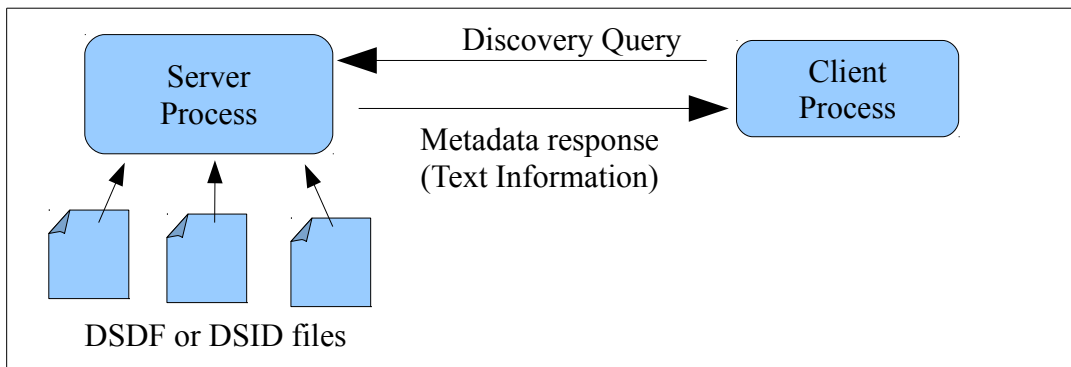 Discovery Query
Server
Process
Client
Process
Metadata response
(Text Information)
DSDF or DSID files